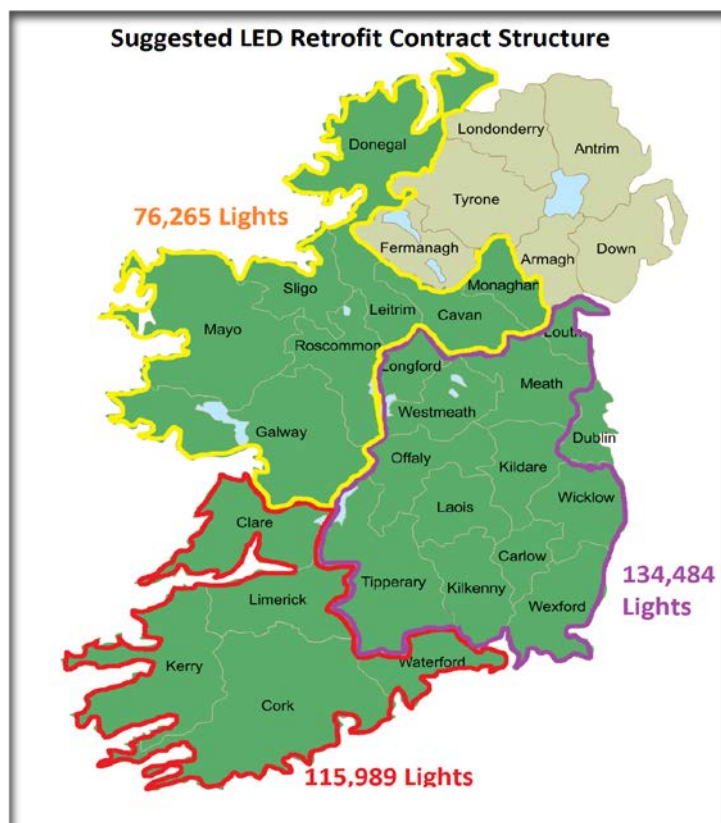 Suggested LED Retrofit Contract Structure
Donegal
Londonderry
Antrim
Tyrone
76,265 Lights
Fermanagh
Armagh
Down
Monaghan
Sligo
Leitrim
Cavan
Mayo
Roscommon
Louth
Longford
Meath
Westmeath
Galway
Dublin
Offaly
Kildare
Wicklow
Laois
Clare
Carlow
Tipperary
Kilkenny
134,484
Lights
Limerick
Wexford
Waterford
Kerry
Cork
115,989 Lights